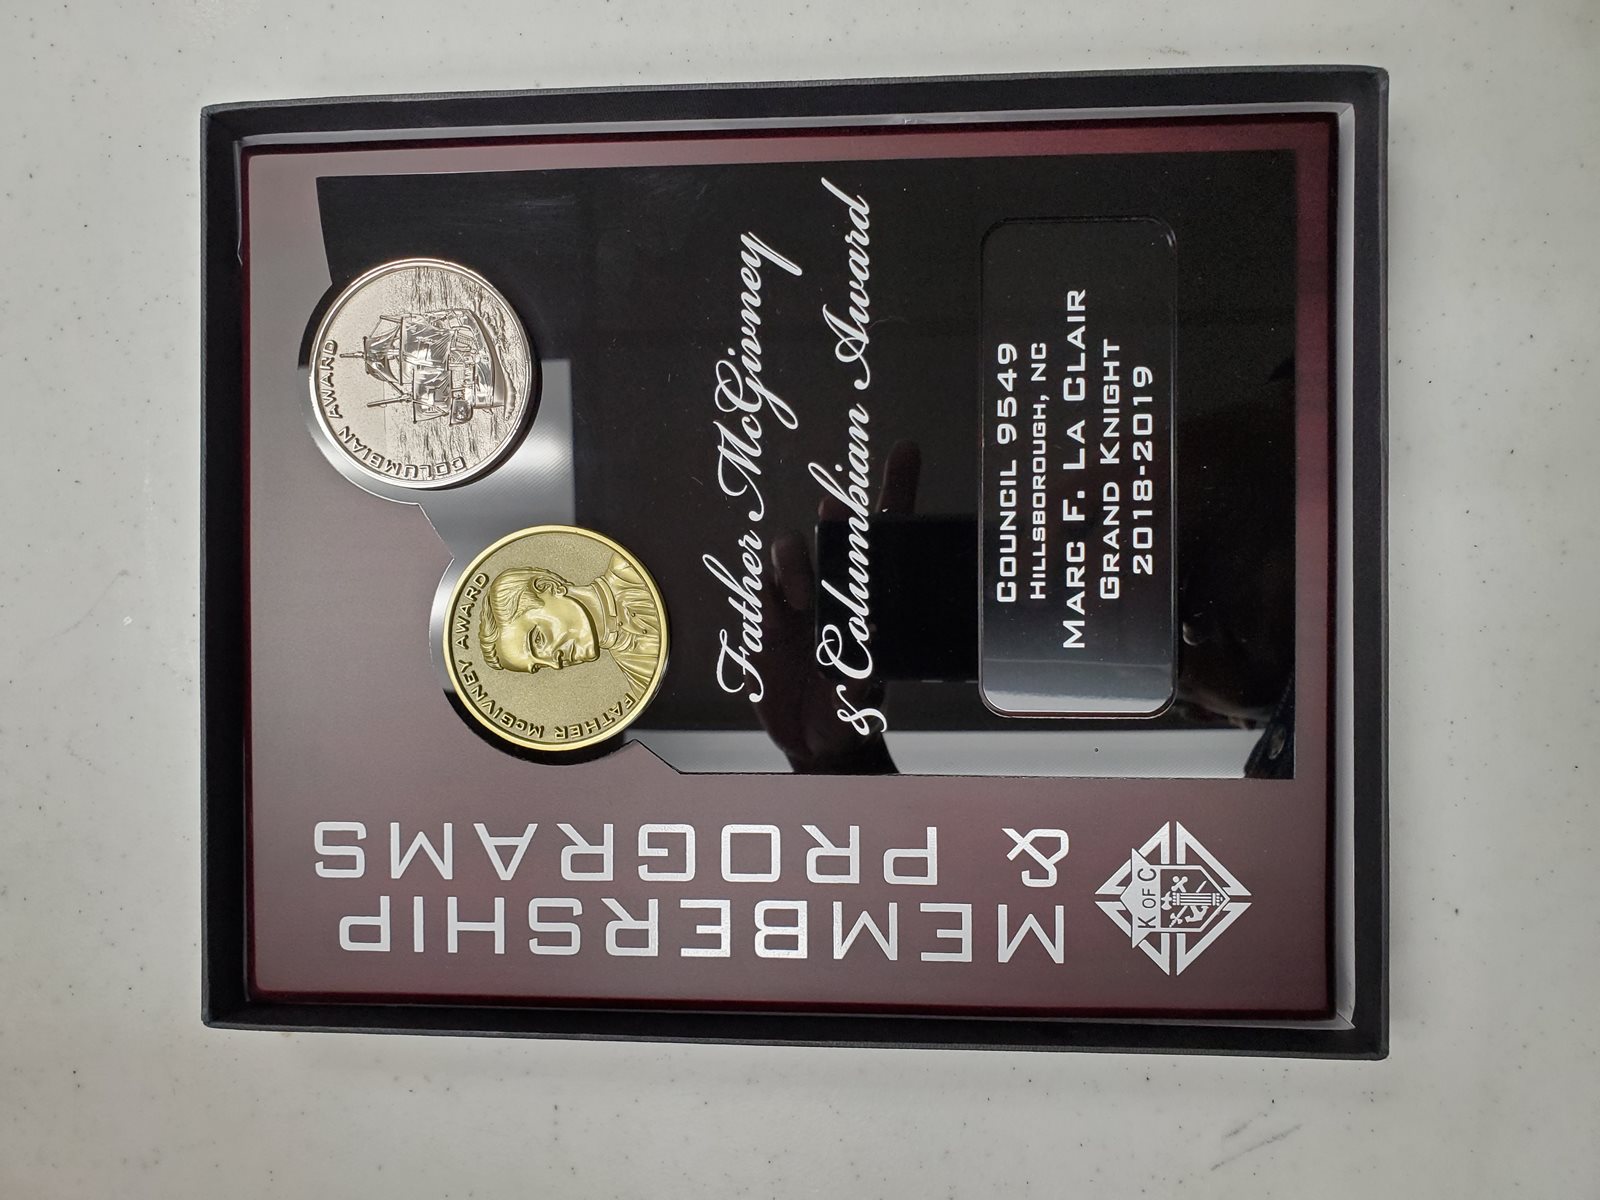 MEMBERSHIP
& PROGRAMS
K OF C
COLUMBIAN AWARD
FATHER McGIVNEY AWARD
Father McGivney
& Columbian Award
COUNCIL 9549
HILLSBOROUGH, NC
MARC F. LA CLAIR
GRAND KNIGHT
2018-2019